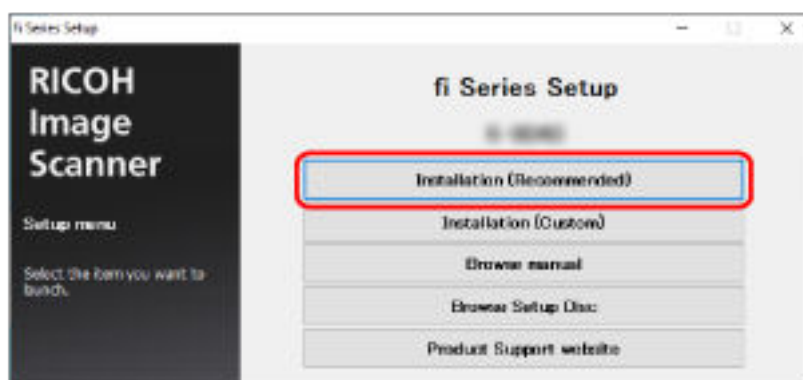 fi Series Setup
RICOH
Image
Scanner
Setup menu
Select the item you want to
launch.
fi Series Setup
Installation (Recommended)
Installation (Custom)
Browse manual
Browse Setup Disc
Product Support website